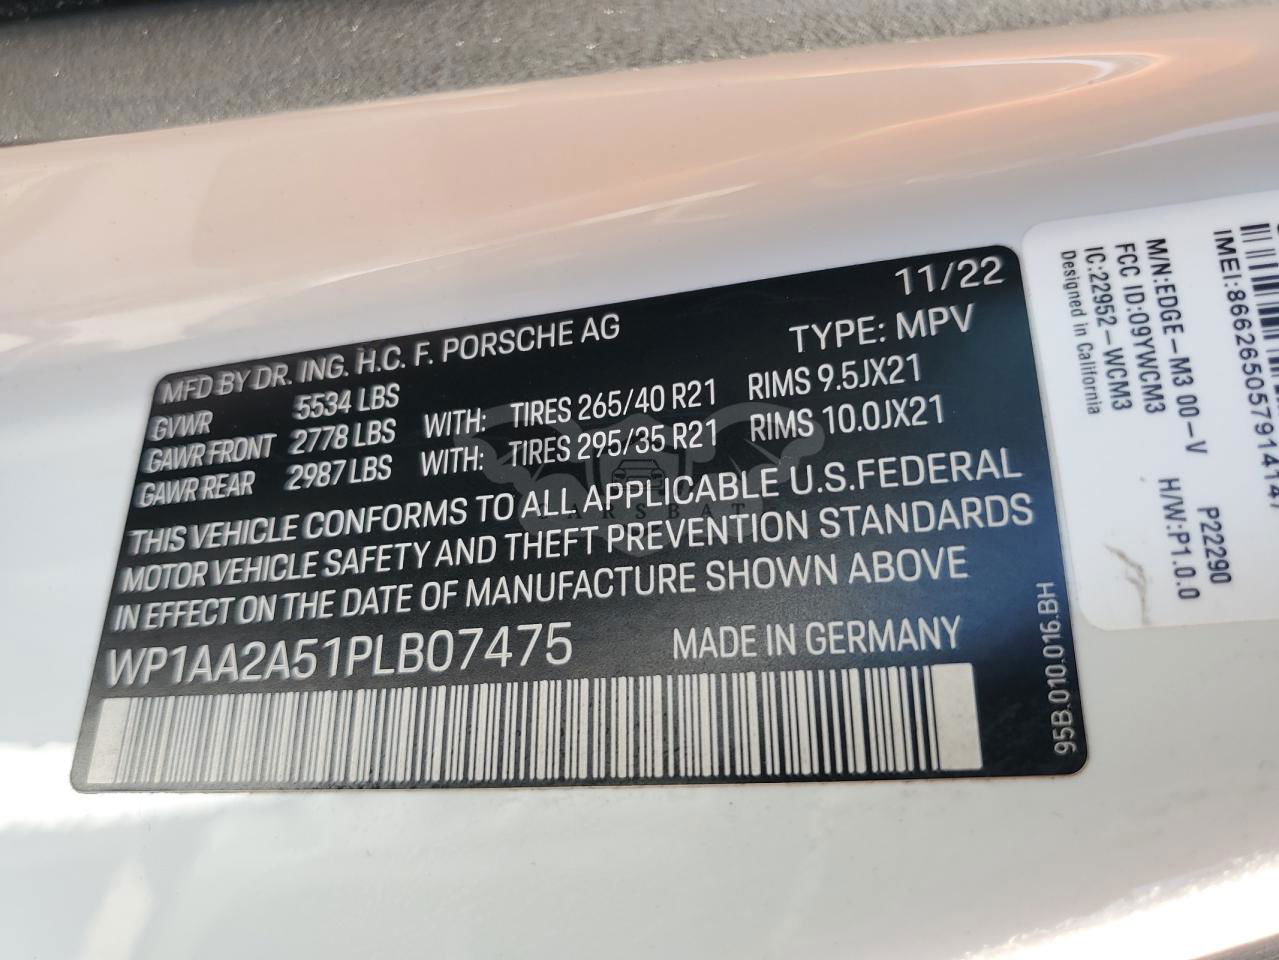 11/22
MFD BY DR. ING. H.C. F. PORSCHE AG
TYPE: MPV
GVWR 5534 LBS
GAWR FRONT 2778 LBS WITH: TIRES 265/40 R21 RIMS 9.5JX21
GAWR REAR 2987 LBS WITH: TIRES 295/35 R21 RIMS 10.0JX21
THIS VEHICLE CONFORMS TO ALL APPLICABLE U.S.FEDERAL
MOTOR VEHICLE SAFETY AND THEFT PREVENTION STANDARDS
IN EFFECT ON THE DATE OF MANUFACTURE SHOWN ABOVE
WP1AA2A51PLB07475 MADE IN GERMANY
95B.010.016.BH
IMEI:866265057914147
M/N:EDGE-M3 00-V P22290
FCC ID:09YWCM3 H/W:P1.0.0
IC:22952-WCM3
Designed in California
CARSBAT